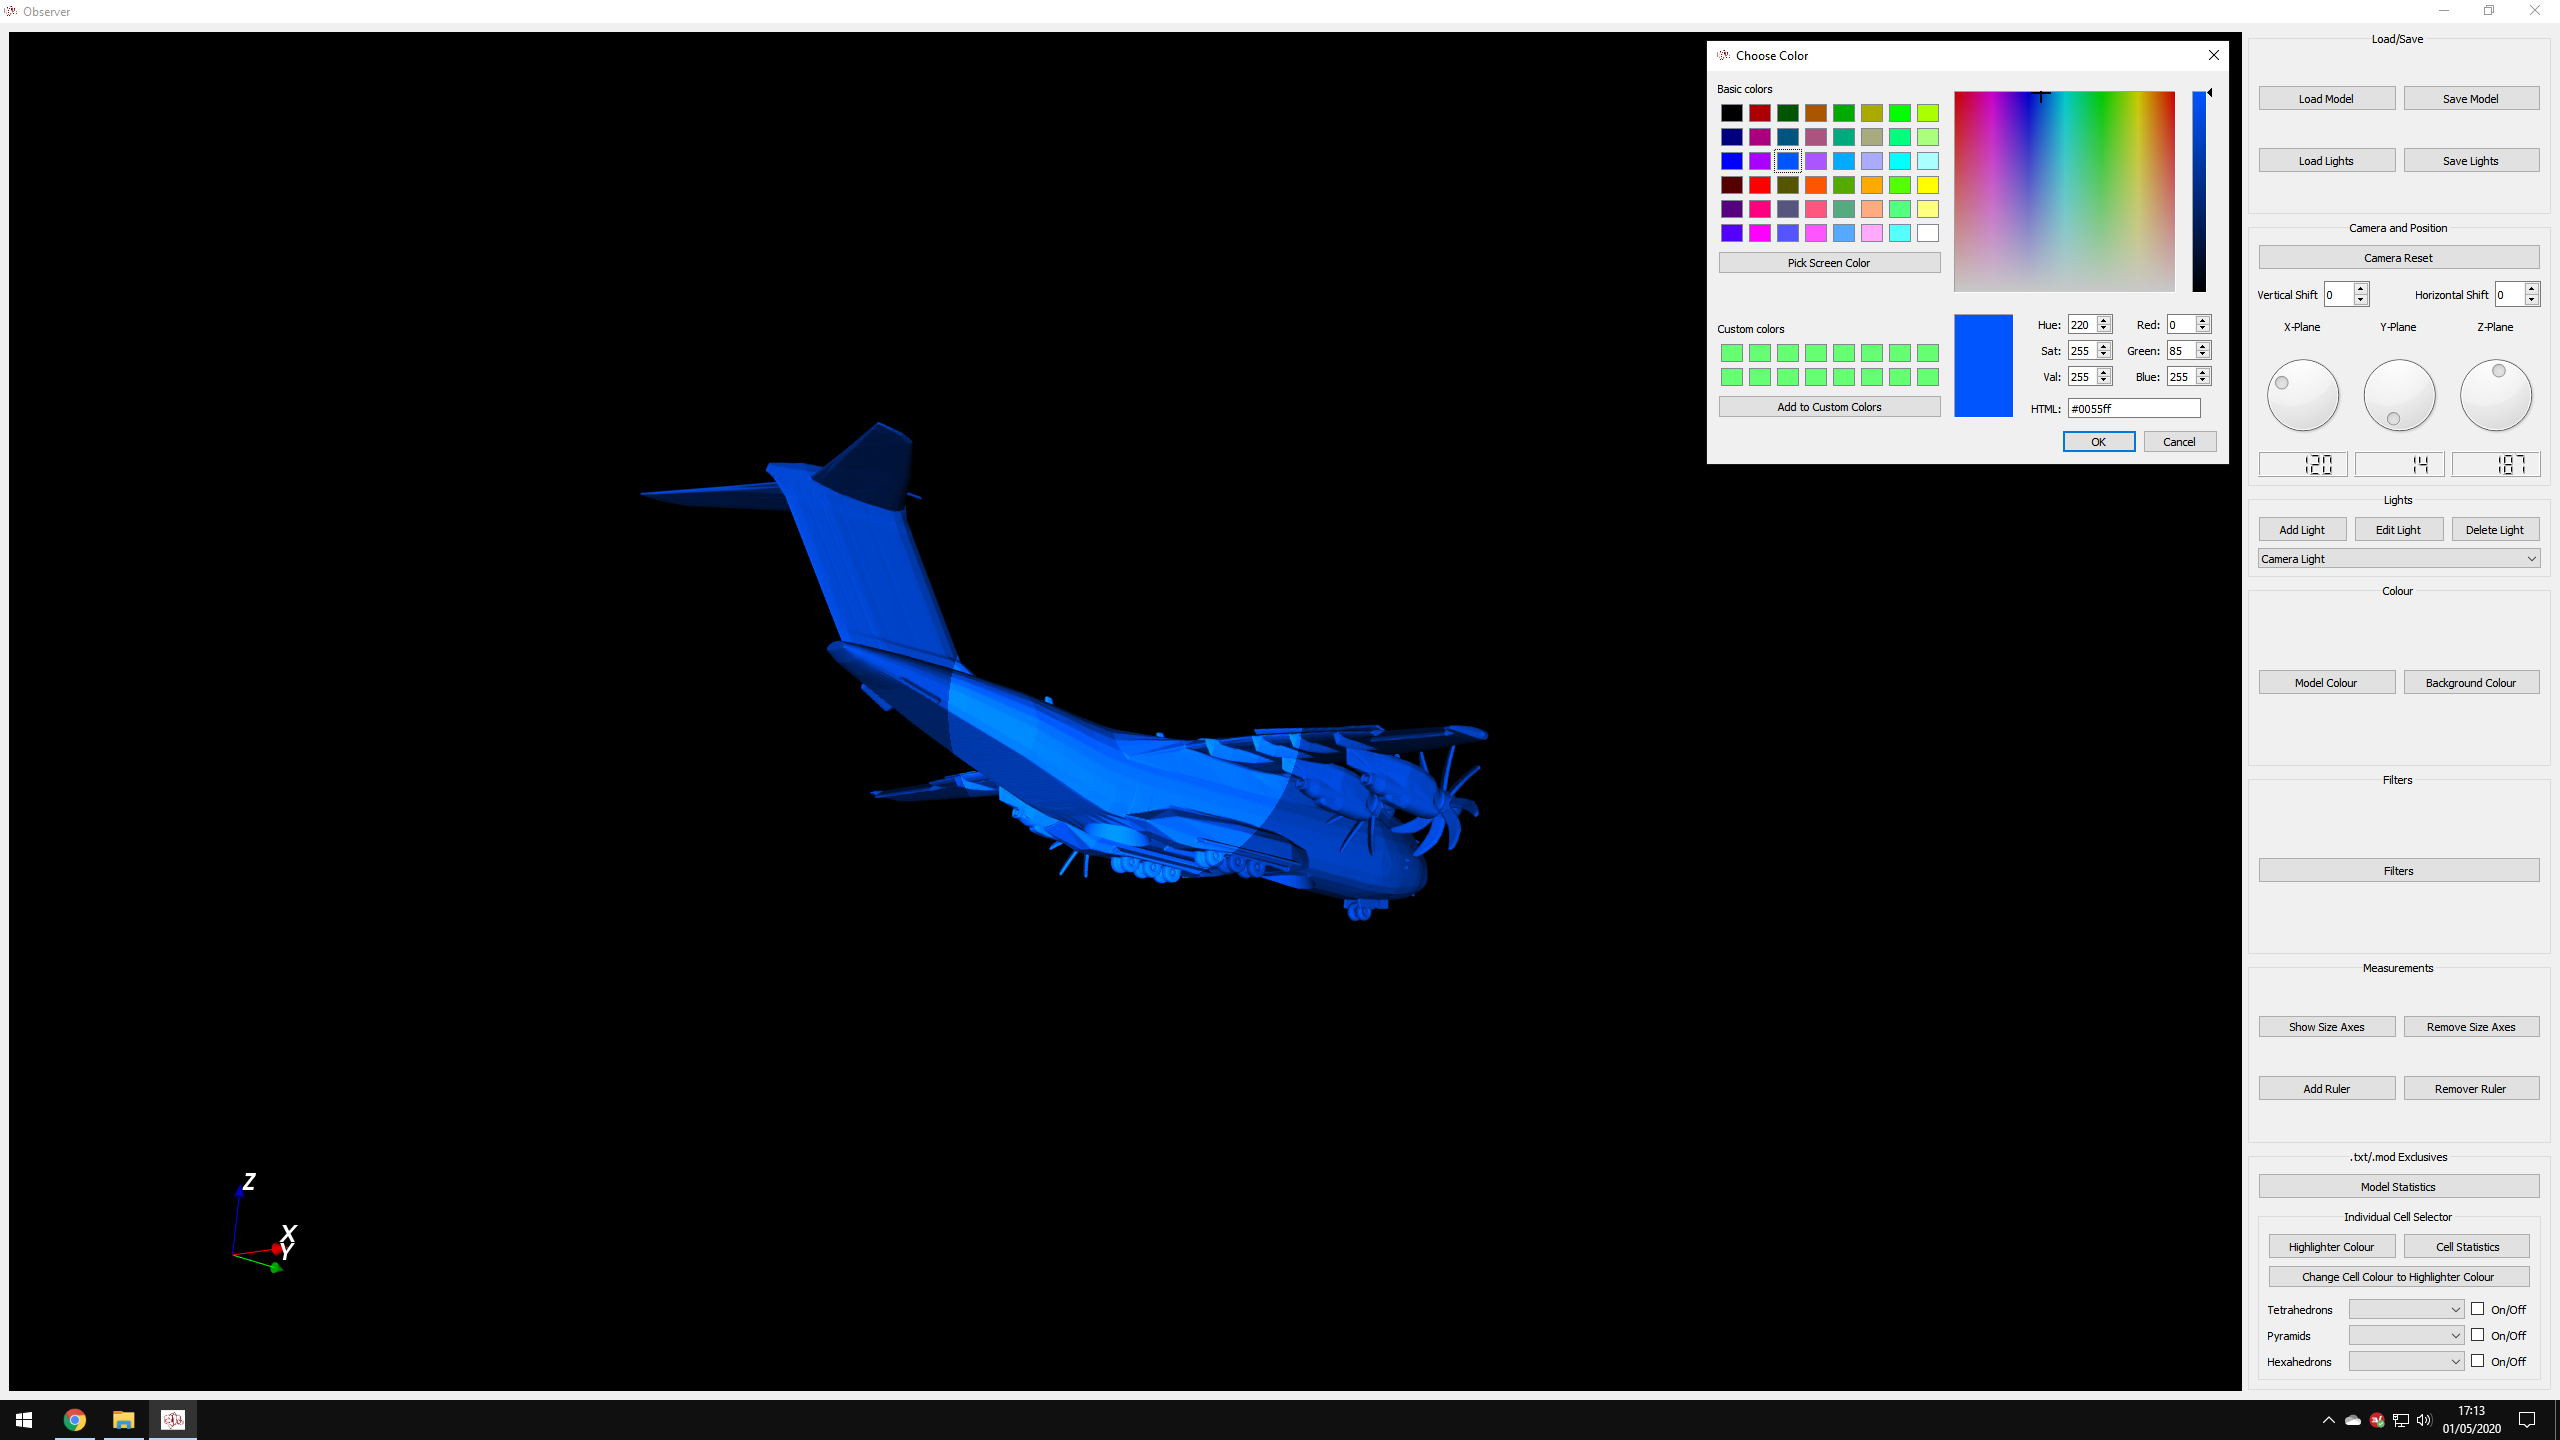 Observer
Choose Color
Basic colors
Pick Screen Color
Custom colors
Add to Custom Colors
Hue: 220 Red: 0
Sat: 255 Green: 85
Val: 255 Blue: 255
HTML: #0055ff
OK Cancel
Z
X
Y
Load/Save
Load Model Save Model
Load Lights Save Lights
Camera and Position
Camera Reset
Vertical Shift 0 Horizontal Shift 0
X-Plane Y-Plane Z-Plane
120 14 187
Lights
Add Light Edit Light Delete Light
Camera Light
Colour
Model Colour Background Colour
Filters
Filters
Measurements
Show Size Axes Remove Size Axes
Add Ruler Remover Ruler
.txt/.mod Exclusives
Model Statistics
Individual Cell Selector
Highlighter Colour Cell Statistics
Change Cell Colour to Highlighter Colour
Tetrahedrons On/Off
Pyramids On/Off
Hexahedrons On/Off
17:13
01/05/2020